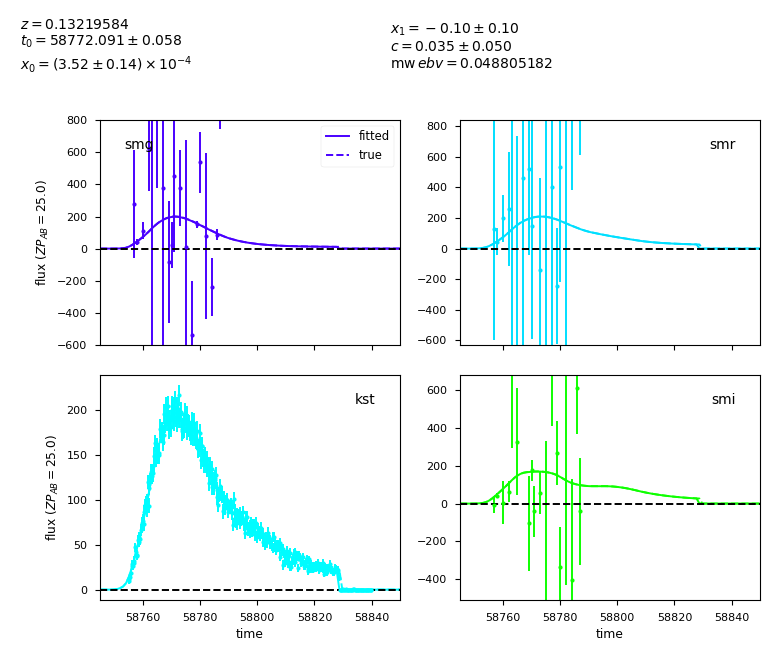 z = 0.13219584
t₀ = 58772.091 ± 0.058
x₀ = (3.52 ± 0.14) × 10⁻⁴
x₁ = −0.10 ± 0.10
c = 0.035 ± 0.050
mw ebv = 0.048805182
smg
fitted
true
800
600
400
200
0
−200
−400
−600
flux (ZP_AB = 25.0)
smr
800
600
400
200
0
−200
−400
−600
kst
200
150
100
50
0
flux (ZP_AB = 25.0)
58760 58780 58800 58820 58840
time
smi
600
400
200
0
−200
−400
58760 58780 58800 58820 58840
time